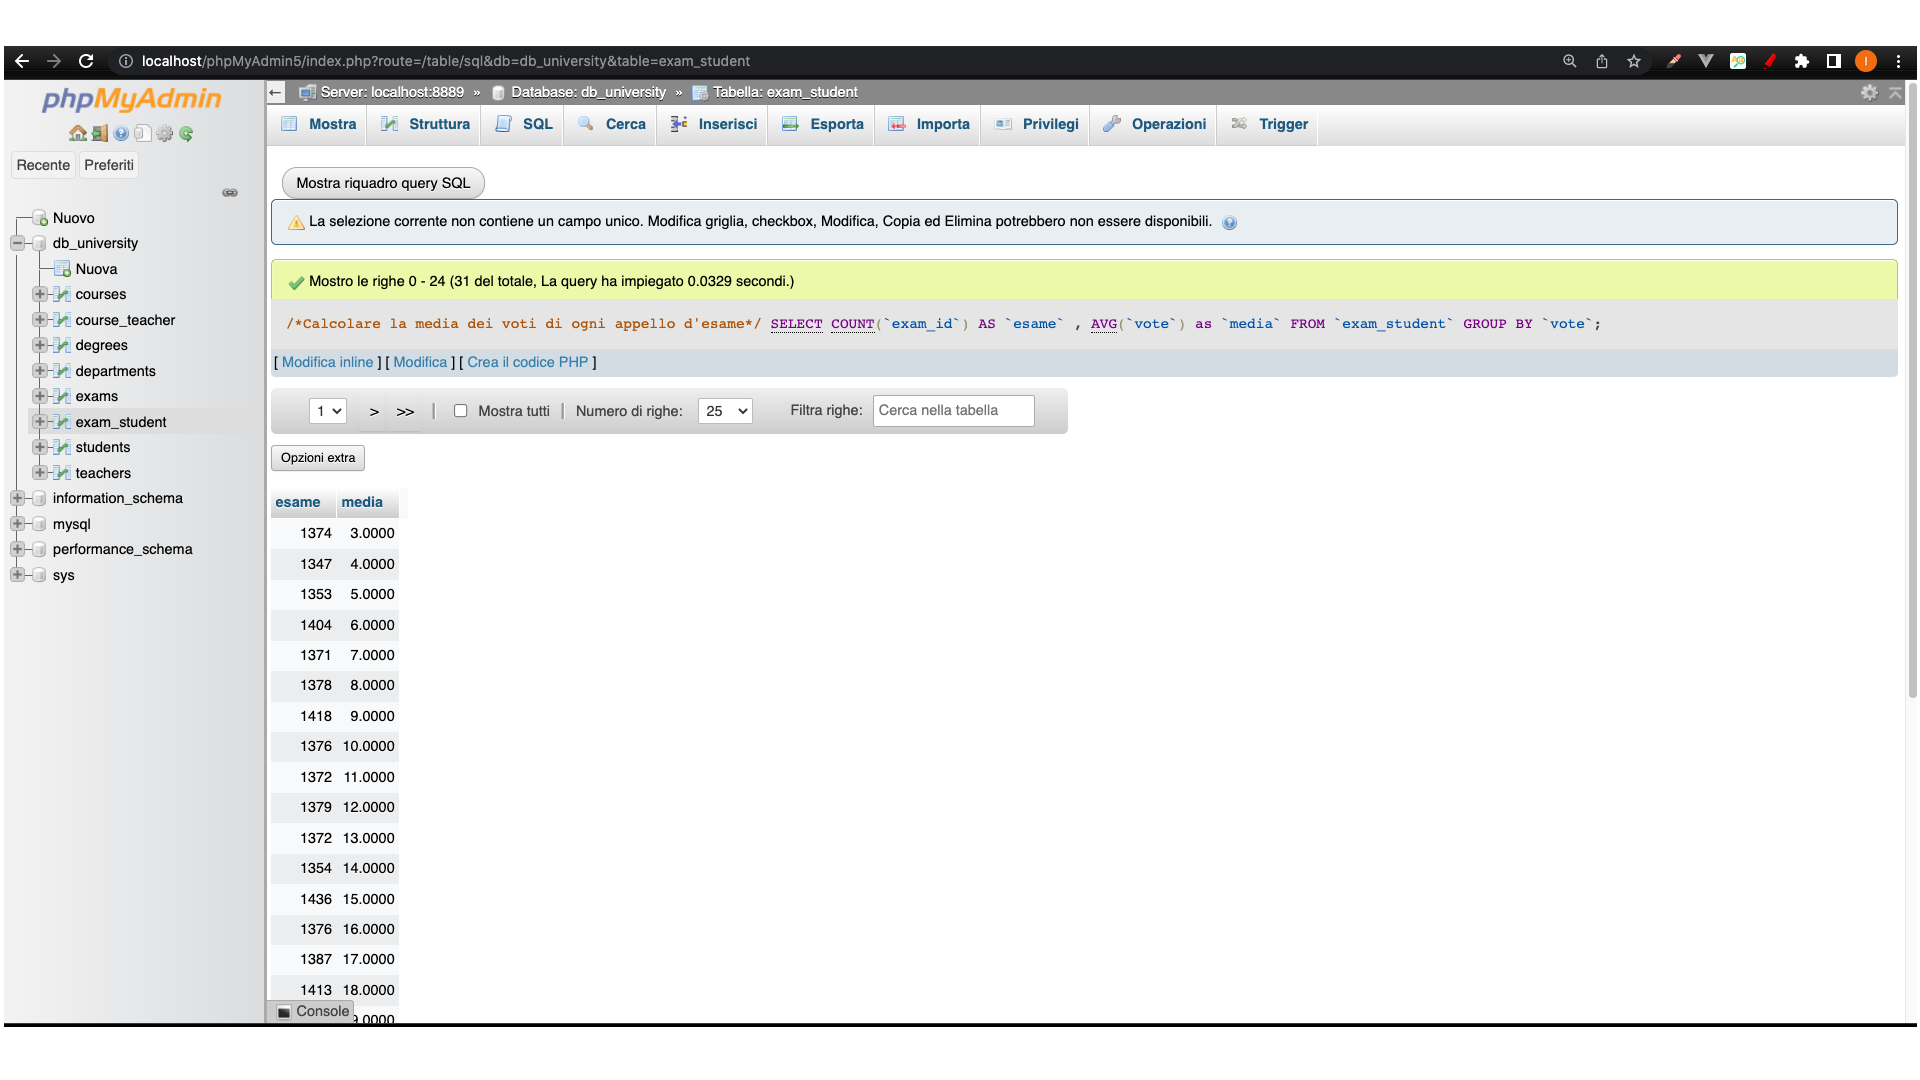 localhost/phpMyAdmin5/index.php?route=/table/sql&db=db_university&table=exam_student
I
phpMyAdmin
Recente Preferiti
Nuovo
db_university
Nuova
courses
course_teacher
degrees
departments
exams
exam_student
students
teachers
information_schema
mysql
performance_schema
sys
Server: localhost:8889 » Database: db_university » Tabella: exam_student
Mostra Struttura SQL Cerca Inserisci Esporta Importa Privilegi Operazioni Trigger
Mostra riquadro query SQL
La selezione corrente non contiene un campo unico. Modifica griglia, checkbox, Modifica, Copia ed Elimina potrebbero non essere disponibili.
Mostro le righe 0 - 24 (31 del totale, La query ha impiegato 0.0329 secondi.)
/*Calcolare la media dei voti di ogni appello d'esame*/ SELECT COUNT(`exam_id`) AS `esame` , AVG(`vote`) as `media` FROM `exam_student` GROUP BY `vote`;
[ Modifica inline ] [ Modifica ] [ Crea il codice PHP ]
1 > >> | Mostra tutti | Numero di righe: 25 Filtra righe: Cerca nella tabella
Opzioni extra
esame media
1374 3.0000
1347 4.0000
1353 5.0000
1404 6.0000
1371 7.0000
1378 8.0000
1418 9.0000
1376 10.0000
1372 11.0000
1379 12.0000
1372 13.0000
1354 14.0000
1436 15.0000
1376 16.0000
1387 17.0000
1413 18.0000
Console